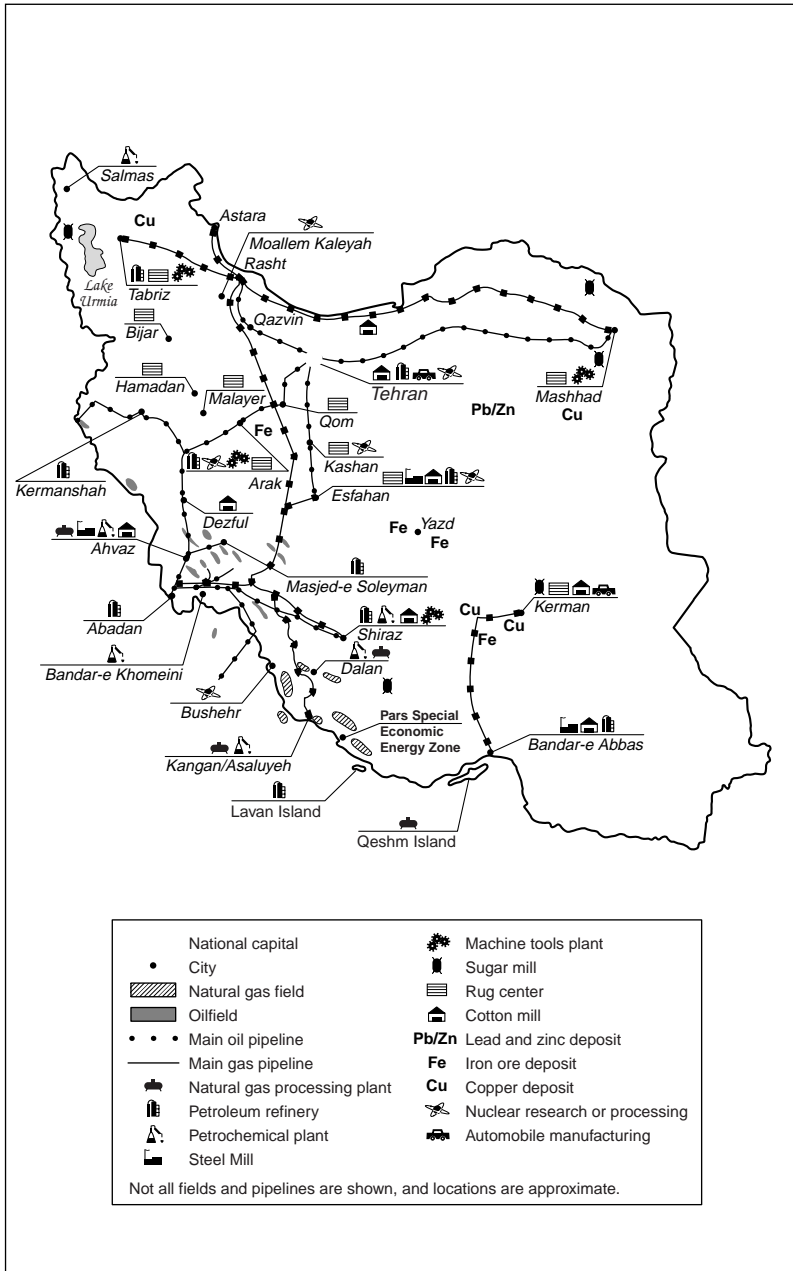 Salmas
Cu
Astara
Moallem Kaleyah
Rasht
Lake
Urmia
Tabriz
Qazvin
Bijar
Hamadan
Malayer
Tehran
Mashhad
Pb/Zn
Cu
Qom
Fe
Kashan
Arak
Kermanshah
Esfahan
Dezful
Fe
Yazd
Fe
Ahvaz
Masjed-e Soleyman
Abadan
Cu
Cu
Kerman
Fe
Shiraz
Bandar-e Khomeini
Dalan
Bushehr
Pars Special
Economic
Energy Zone
Kangan/Asaluyeh
Bandar-e Abbas
Lavan Island
Qeshm Island
National capital
City
Natural gas field
Oilfield
Main oil pipeline
Main gas pipeline
Natural gas processing plant
Petroleum refinery
Petrochemical plant
Steel Mill
Machine tools plant
Sugar mill
Rug center
Cotton mill
Pb/Zn Lead and zinc deposit
Fe Iron ore deposit
Cu Copper deposit
Nuclear research or processing
Automobile manufacturing
Not all fields and pipelines are shown, and locations are approximate.